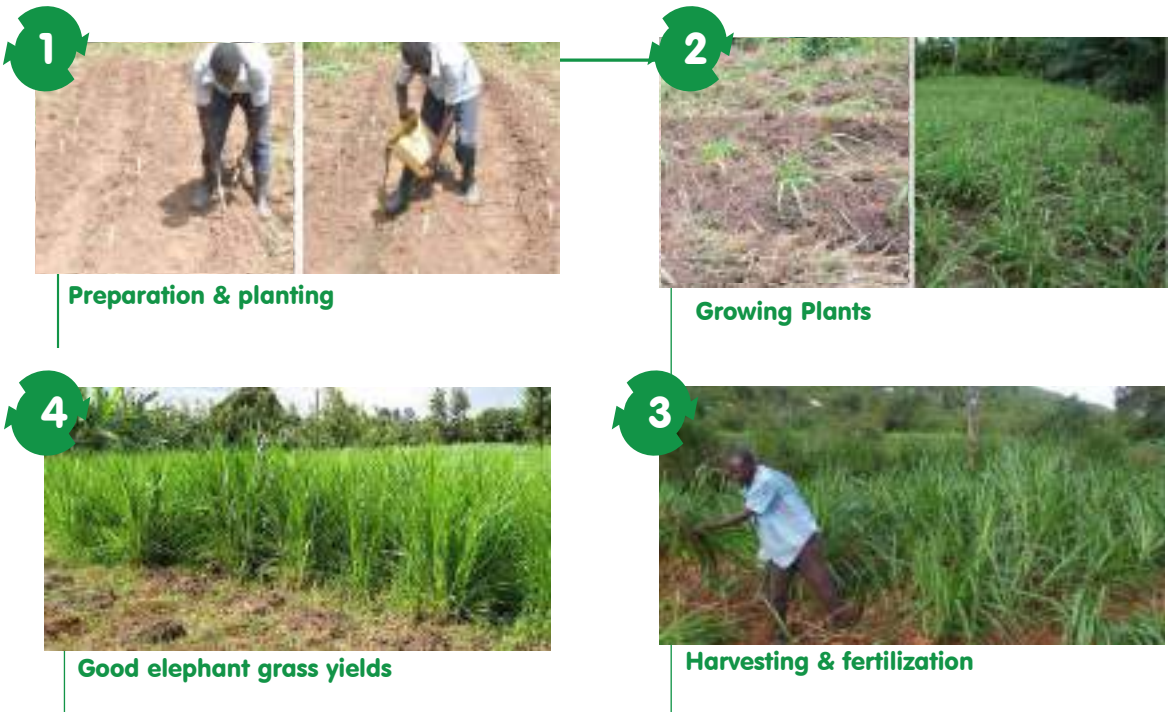 1
Preparation & planting
2
Growing Plants
3
Harvesting & fertilization
4
Good elephant grass yields